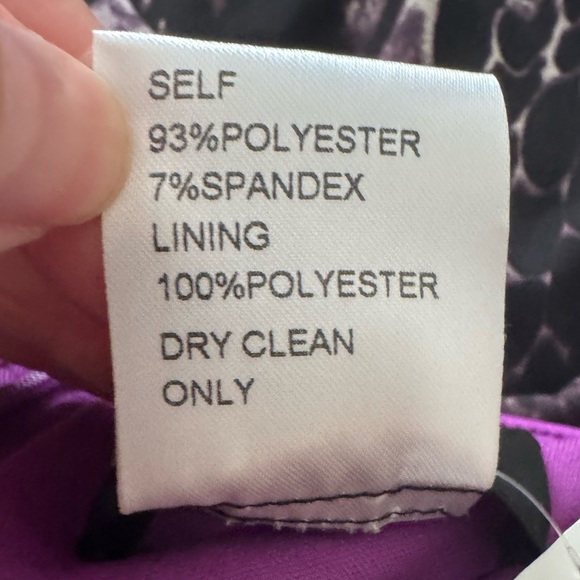 SELF
93%POLYESTER
7%SPANDEX
LINING
100%POLYESTER
DRY CLEAN
ONLY